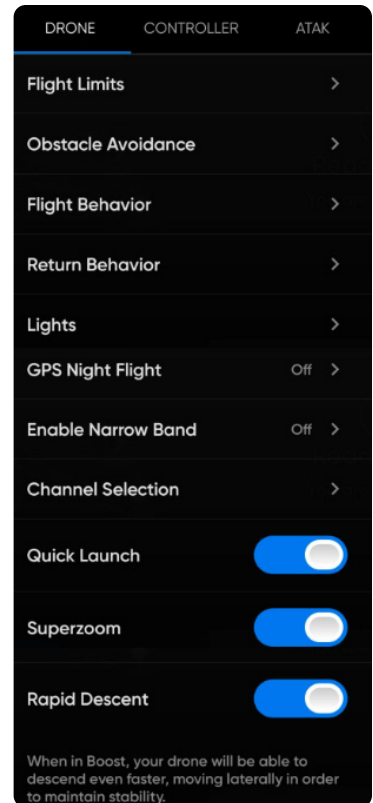 DRONE CONTROLLER ATAK
Flight Limits
Obstacle Avoidance
Flight Behavior
Return Behavior
Lights
GPS Night Flight Off
Enable Narrow Band Off
Channel Selection
Quick Launch
Superzoom
Rapid Descent
When in Boost, your drone will be able to
descend even faster, moving laterally in order
to maintain stability.